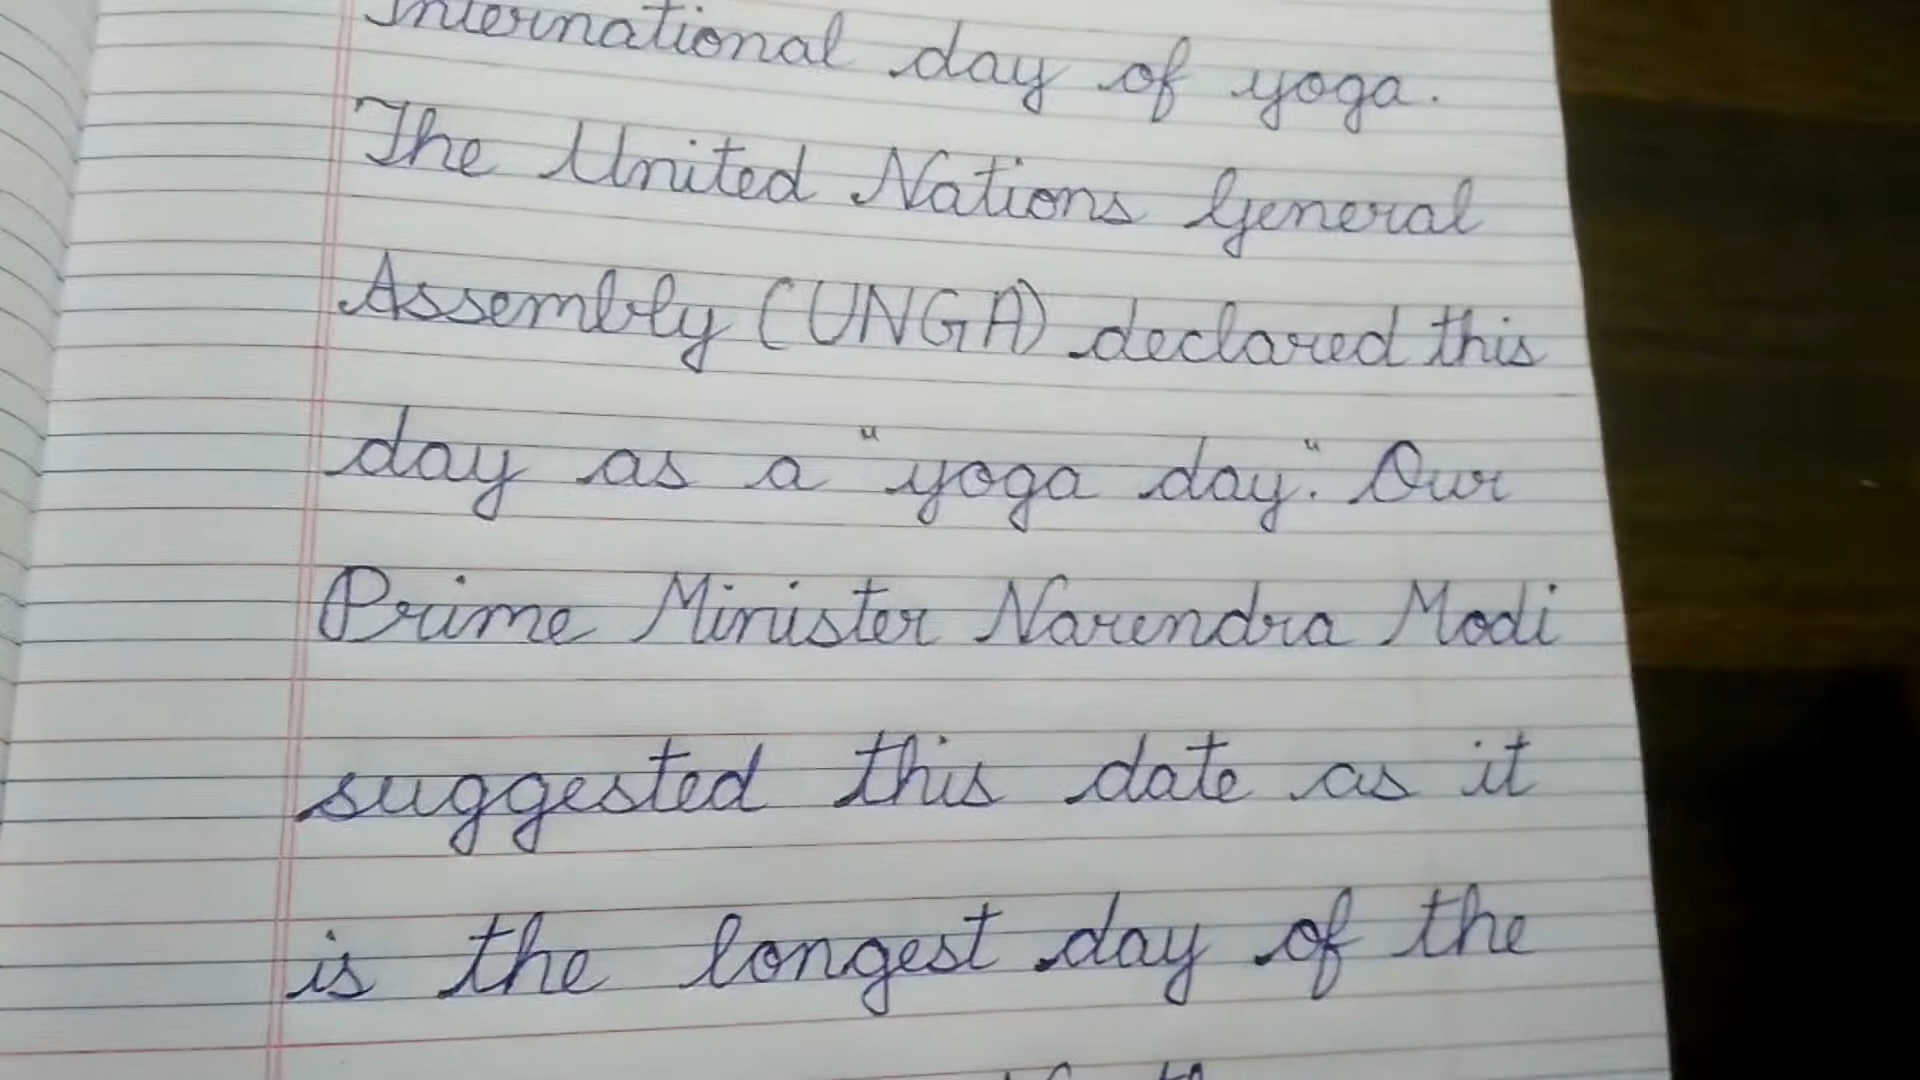 International day of yoga.
The United Nations General
Assembly (UNGA) declared this
day as a "yoga day". Our
Prime Minister Narendra Modi
suggested this date as it
is the longest day of the